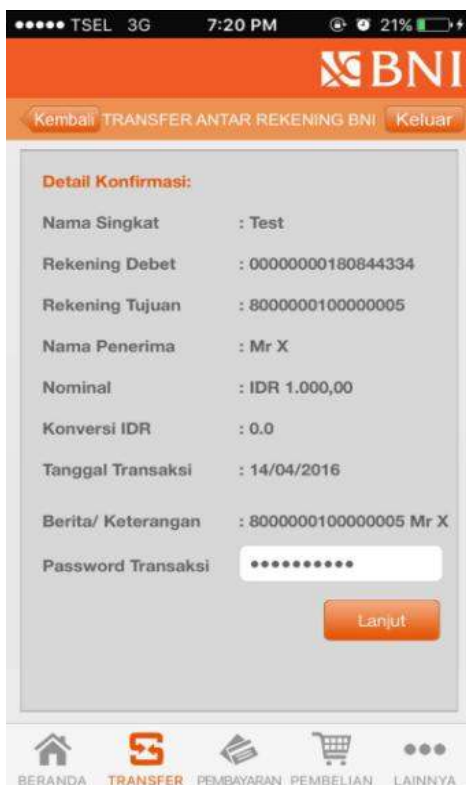 TSEL 3G 7:20 PM 21%
BNI
Kembali TRANSFER ANTAR REKENING BNI Keluar
Detail Konfirmasi:
Nama Singkat : Test
Rekening Debet : 00000000180844334
Rekening Tujuan : 8000000100000005
Nama Penerima : Mr X
Nominal : IDR 1.000,00
Konversi IDR : 0.0
Tanggal Transaksi : 14/04/2016
Berita/ Keterangan : 8000000100000005 Mr X
Password Transaksi ••••••••••
Lanjut
BERANDA TRANSFER PEMBAYARAN PEMBELIAN LAINNYA